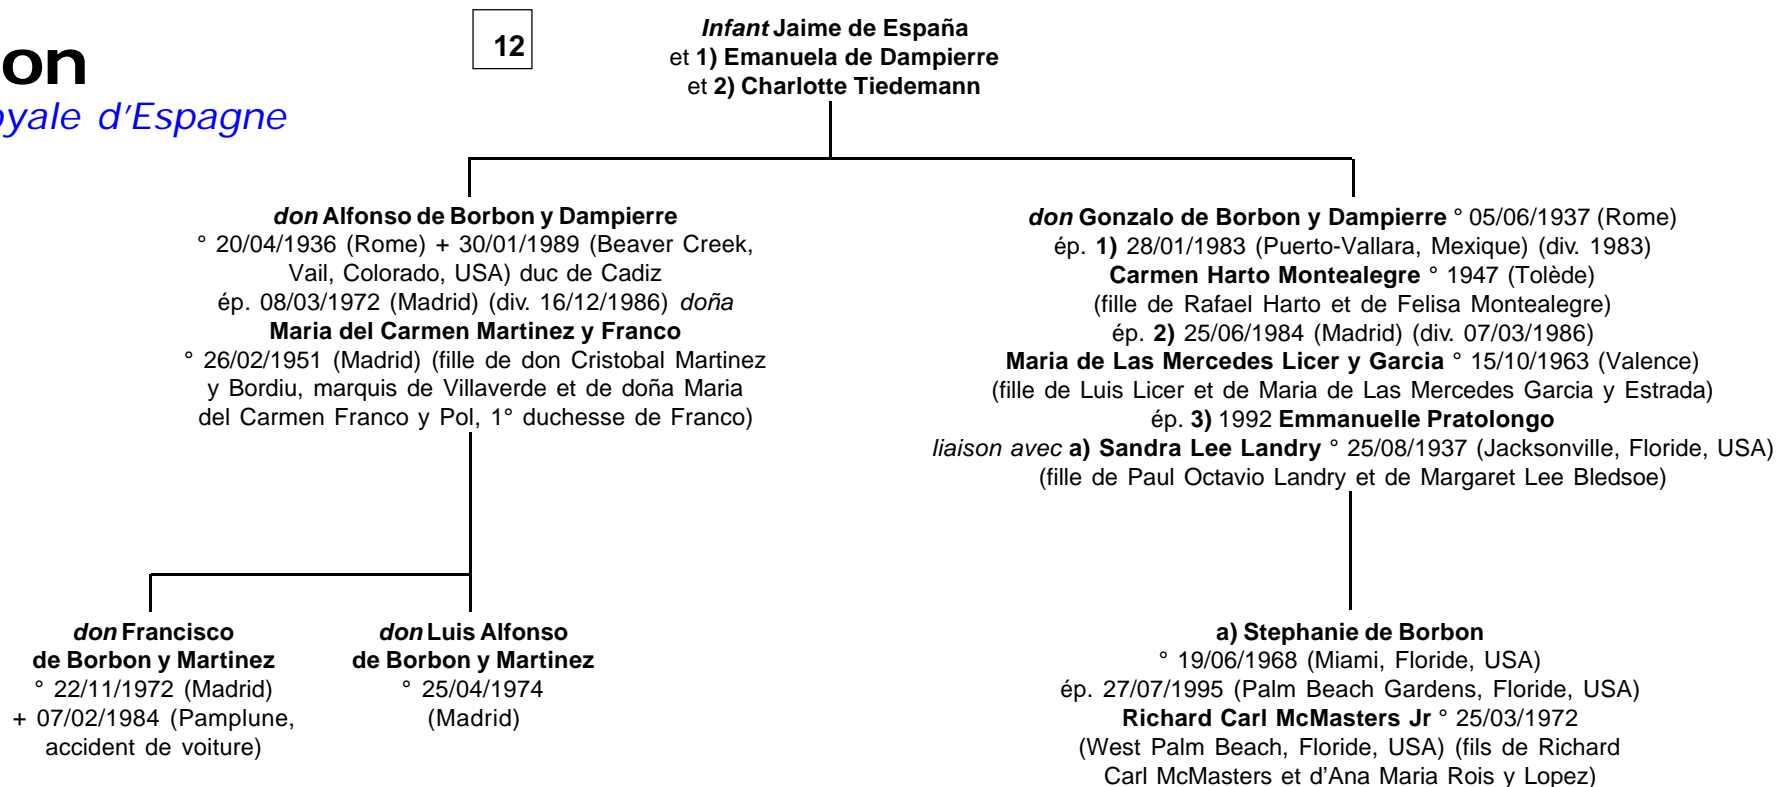 on
oyale d'Espagne
12
Infant Jaime de España
et 1) Emanuela de Dampierre
et 2) Charlotte Tiedemann
don Alfonso de Borbon y Dampierre
° 20/04/1936 (Rome) + 30/01/1989 (Beaver Creek,
Vail, Colorado, USA) duc de Cadiz
ép. 08/03/1972 (Madrid) (div. 16/12/1986) doña
Maria del Carmen Martinez y Franco
° 26/02/1951 (Madrid) (fille de don Cristobal Martinez
y Bordiu, marquis de Villaverde et de doña Maria
del Carmen Franco y Pol, 1° duchesse de Franco)
don Gonzalo de Borbon y Dampierre ° 05/06/1937 (Rome)
ép. 1) 28/01/1983 (Puerto-Vallara, Mexique) (div. 1983)
Carmen Harto Montealegre ° 1947 (Tolède)
(fille de Rafael Harto et de Felisa Montealegre)
ép. 2) 25/06/1984 (Madrid) (div. 07/03/1986)
Maria de Las Mercedes Licer y Garcia ° 15/10/1963 (Valence)
(fille de Luis Licer et de Maria de Las Mercedes Garcia y Estrada)
ép. 3) 1992 Emmanuelle Pratolongo
liaison avec a) Sandra Lee Landry ° 25/08/1937 (Jacksonville, Floride, USA)
(fille de Paul Octavio Landry et de Margaret Lee Bledsoe)
don Francisco
de Borbon y Martinez
° 22/11/1972 (Madrid)
+ 07/02/1984 (Pamplune,
accident de voiture)
don Luis Alfonso
de Borbon y Martinez
° 25/04/1974
(Madrid)
a) Stephanie de Borbon
° 19/06/1968 (Miami, Floride, USA)
ép. 27/07/1995 (Palm Beach Gardens, Floride, USA)
Richard Carl McMasters Jr ° 25/03/1972
(West Palm Beach, Floride, USA) (fils de Richard
Carl McMasters et d'Ana Maria Rois y Lopez)